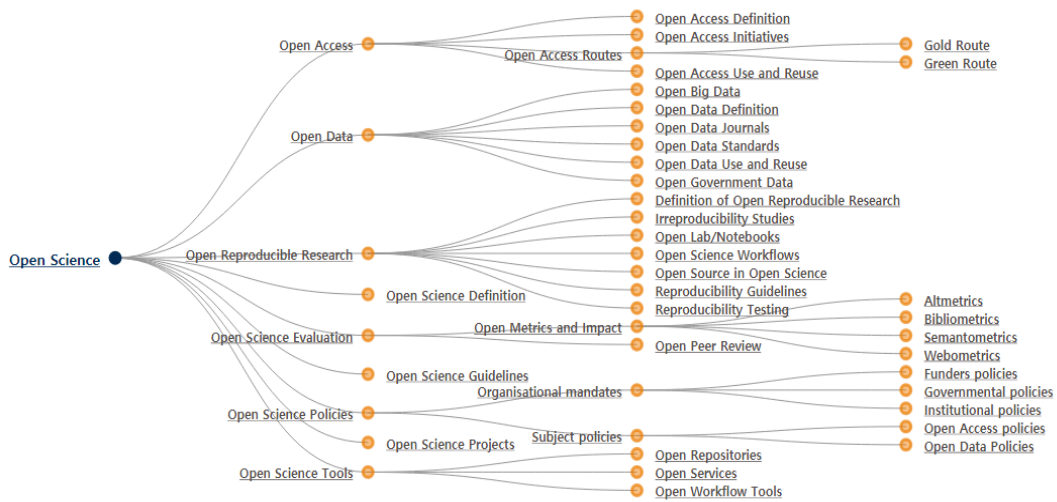 Open Science
Open Access
Open Access Definition
Open Access Initiatives
Open Access Routes
Gold Route
Green Route
Open Access Use and Reuse
Open Data
Open Big Data
Open Data Definition
Open Data Journals
Open Data Standards
Open Data Use and Reuse
Open Government Data
Open Reproducible Research
Definition of Open Reproducible Research
Irreproducibility Studies
Open Lab/Notebooks
Open Science Workflows
Open Source in Open Science
Reproducibility Guidelines
Reproducibility Testing
Open Science Definition
Open Science Evaluation
Open Metrics and Impact
Altmetrics
Bibliometrics
Semantometrics
Webometrics
Open Peer Review
Open Science Guidelines
Open Science Policies
Organisational mandates
Funders policies
Governmental policies
Institutional policies
Subject policies
Open Access policies
Open Data Policies
Open Science Projects
Open Science Tools
Open Repositories
Open Services
Open Workflow Tools